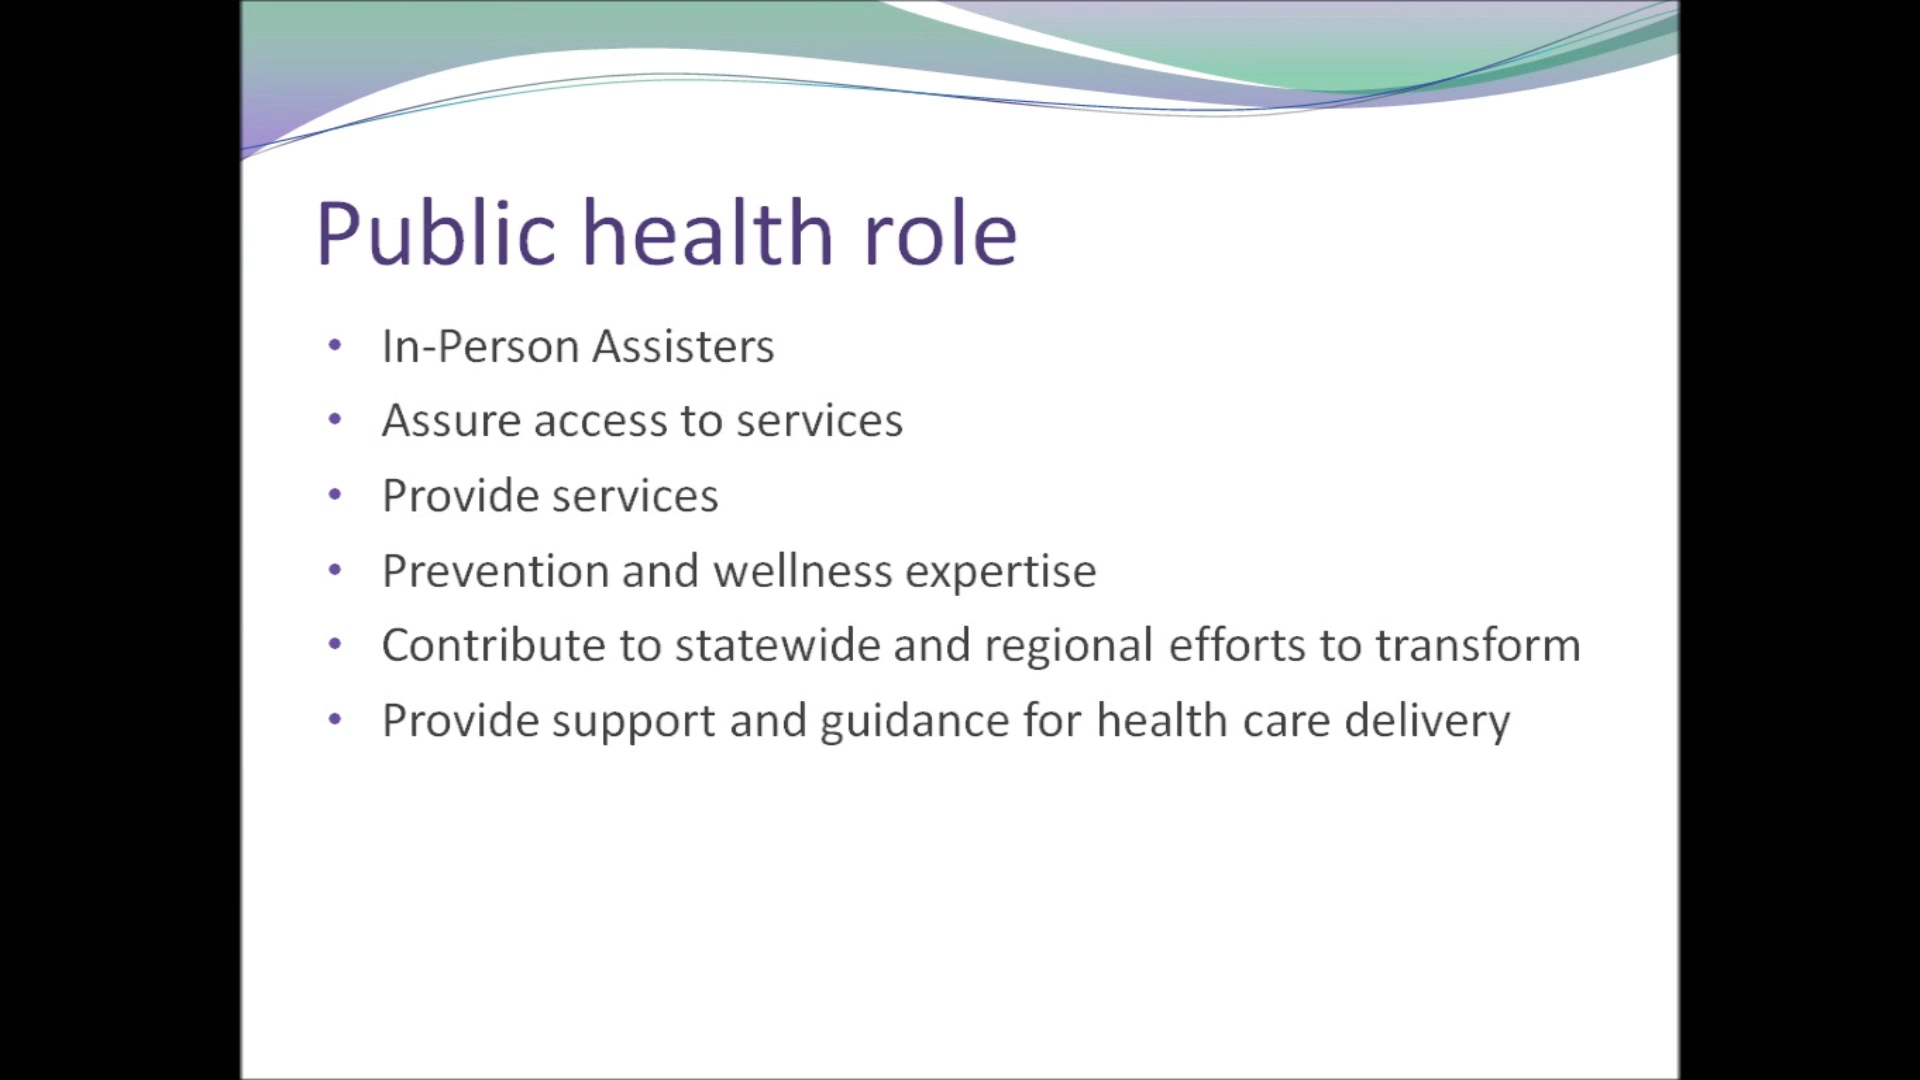 Public health role
• In-Person Assisters
• Assure access to services
• Provide services
• Prevention and wellness expertise
• Contribute to statewide and regional efforts to transform
• Provide support and guidance for health care delivery